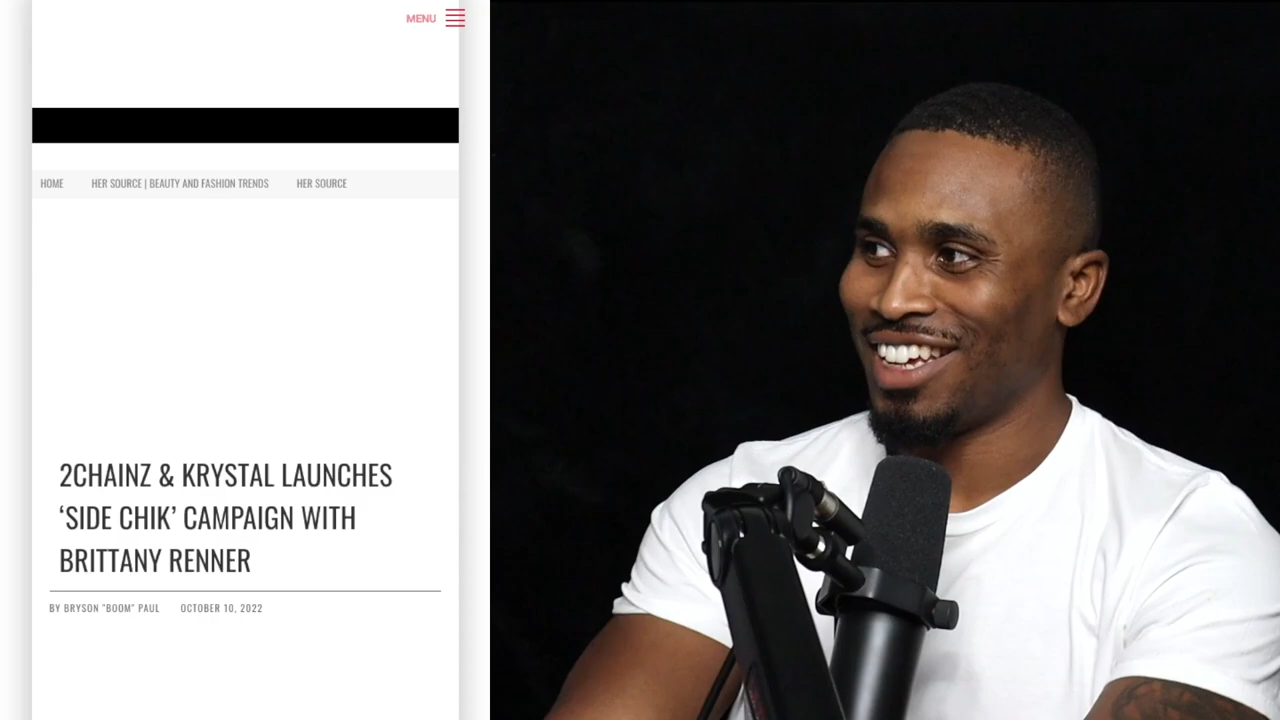 MENU
HOME HER SOURCE | BEAUTY AND FASHION TRENDS HER SOURCE
2CHAINZ & KRYSTAL LAUNCHES
‘SIDE CHIK’ CAMPAIGN WITH
BRITTANY RENNER
BY BRYSON "BOOM" PAUL OCTOBER 10, 2022